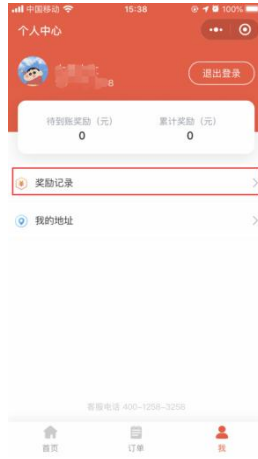 中国移动 15:38 100%
个人中心
8
退出登录
待到账奖励（元） 累计奖励（元）
0 0
奖励记录
我的地址
客服电话 400-1258-3258
首页 订单 我